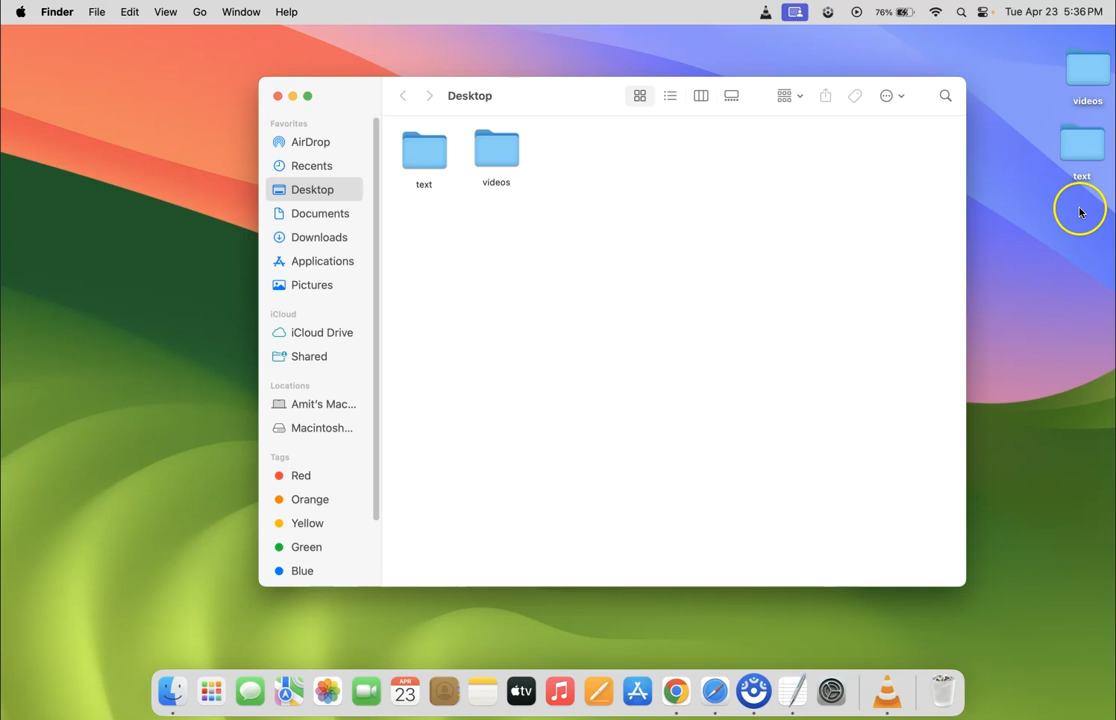 Finder File Edit View Go Window Help 76% Tue Apr 23 5:36 PM
videos
text
Desktop
Favorites
AirDrop
Recents
Desktop
Documents
Downloads
Applications
Pictures
iCloud
iCloud Drive
Shared
Locations
Amit's Mac...
Macintosh...
Tags
Red
Orange
Yellow
Green
Blue
text
videos
APR
23
tv